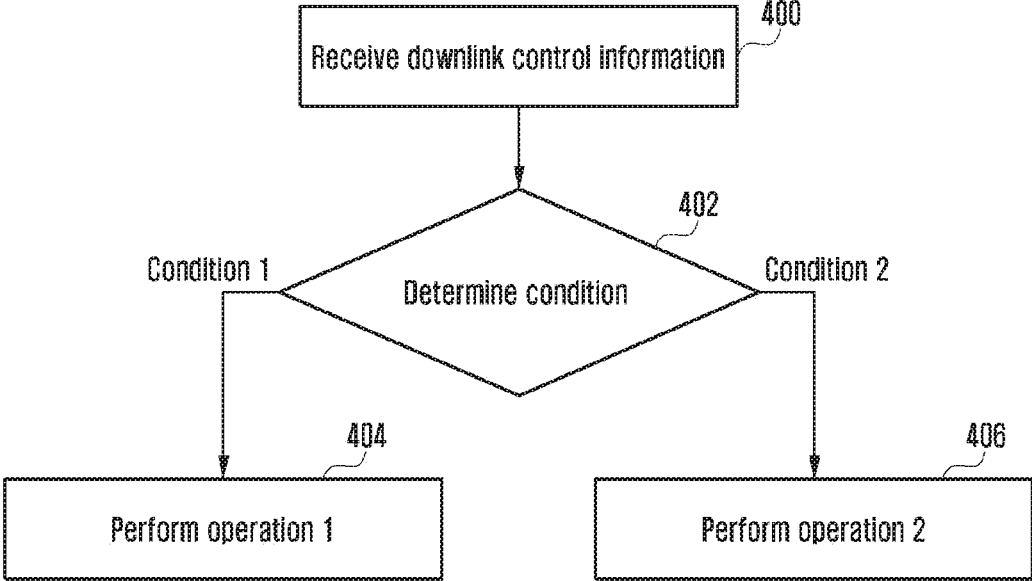 400
Receive downlink control information
402
Condition 1
Determine condition
Condition 2
404
406
Perform operation 1
Perform operation 2